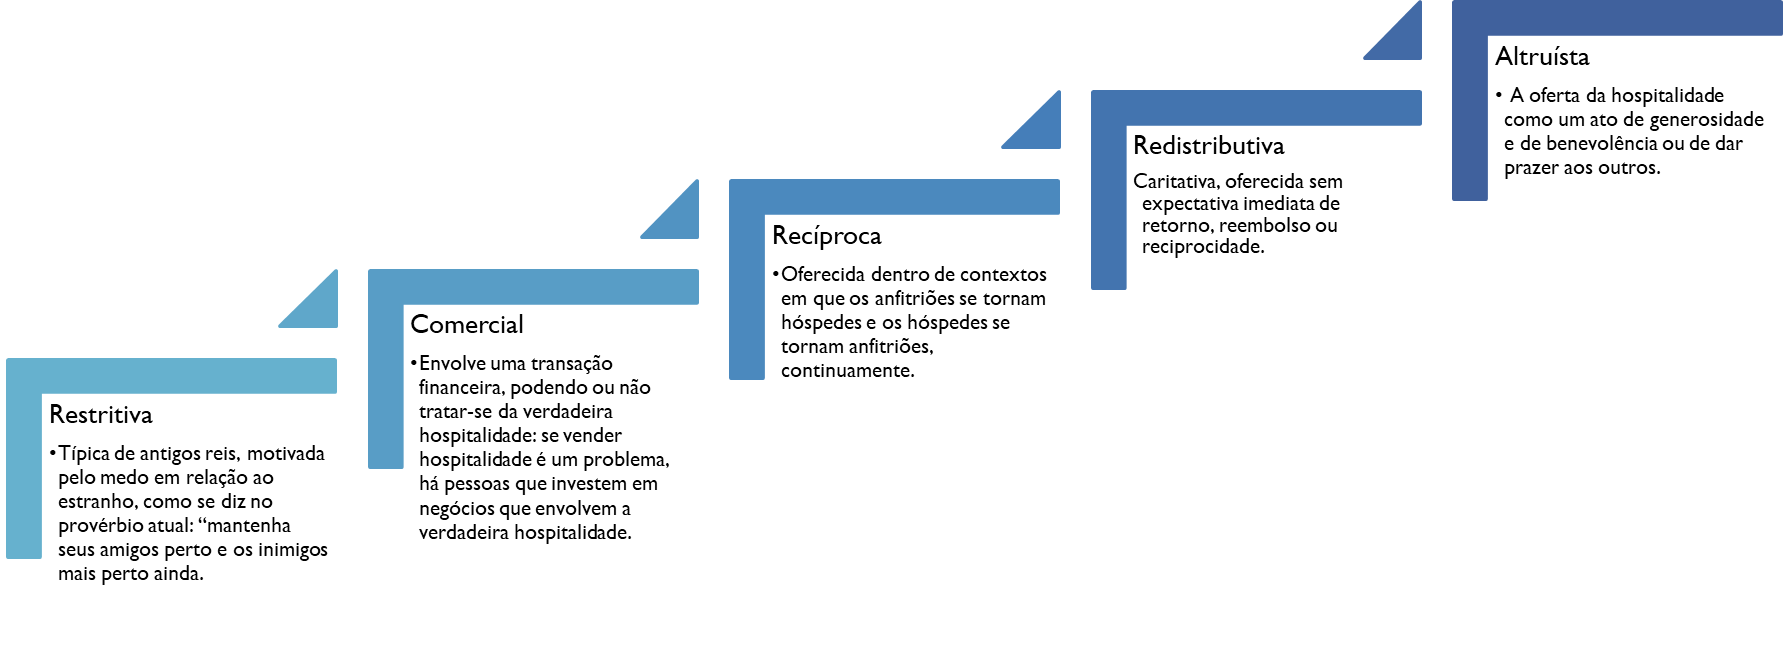 Restritiva
•Típica de antigos reis, motivada
pelo medo em relação ao
estranho, como se diz no
provérbio atual: “mantenha
seus amigos perto e os inimigos
mais perto ainda.
Comercial
•Envolve uma transação
financeira, podendo ou não
tratar-se da verdadeira
hospitalidade: se vender
hospitalidade é um problema,
há pessoas que investem em
negócios que envolvem a
verdadeira hospitalidade.
Recíproca
•Oferecida dentro de contextos
em que os anfitriões se tornam
hóspedes e os hóspedes se
tornam anfitriões,
continuamente.
Redistributiva
Caritativa, oferecida sem
expectativa imediata de
retorno, reembolso ou
reciprocidade.
Altruísta
• A oferta da hospitalidade
como um ato de generosidade
e de benevolência ou de dar
prazer aos outros.